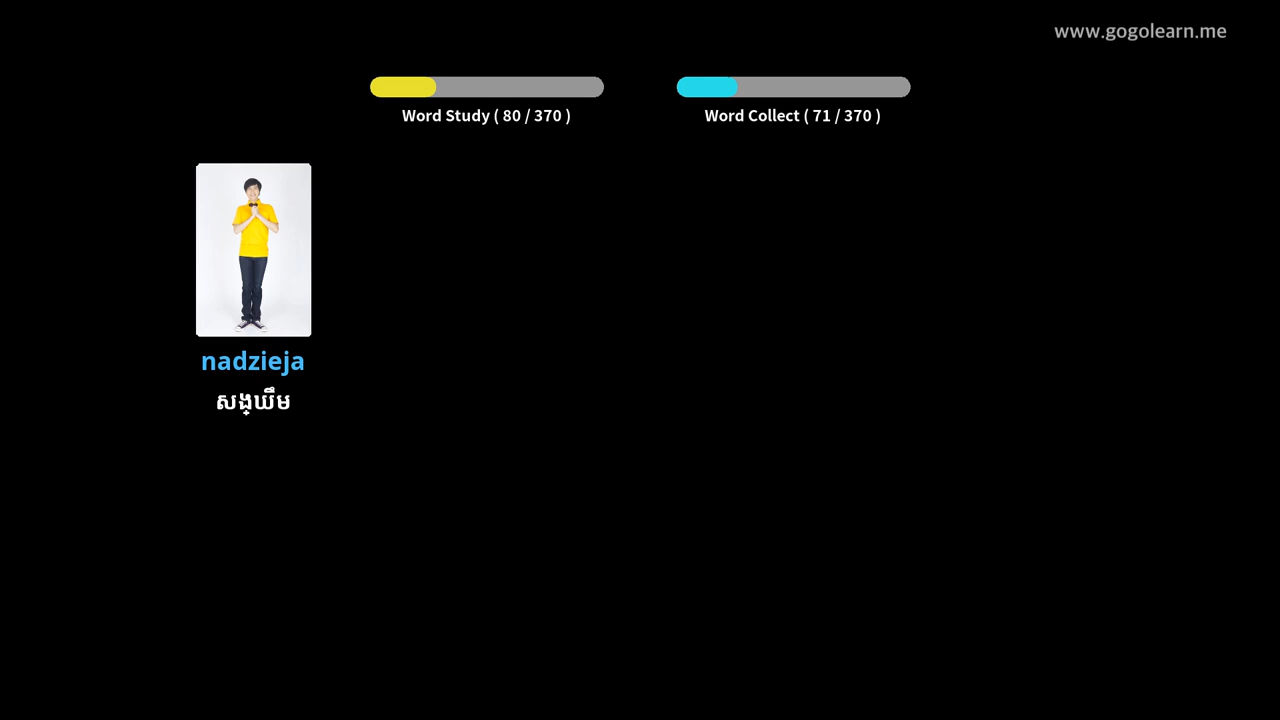 www.gogolearn.me
Word Study ( 80 / 370 )
Word Collect ( 71 / 370 )
nadzieja
សង្ឃឹម